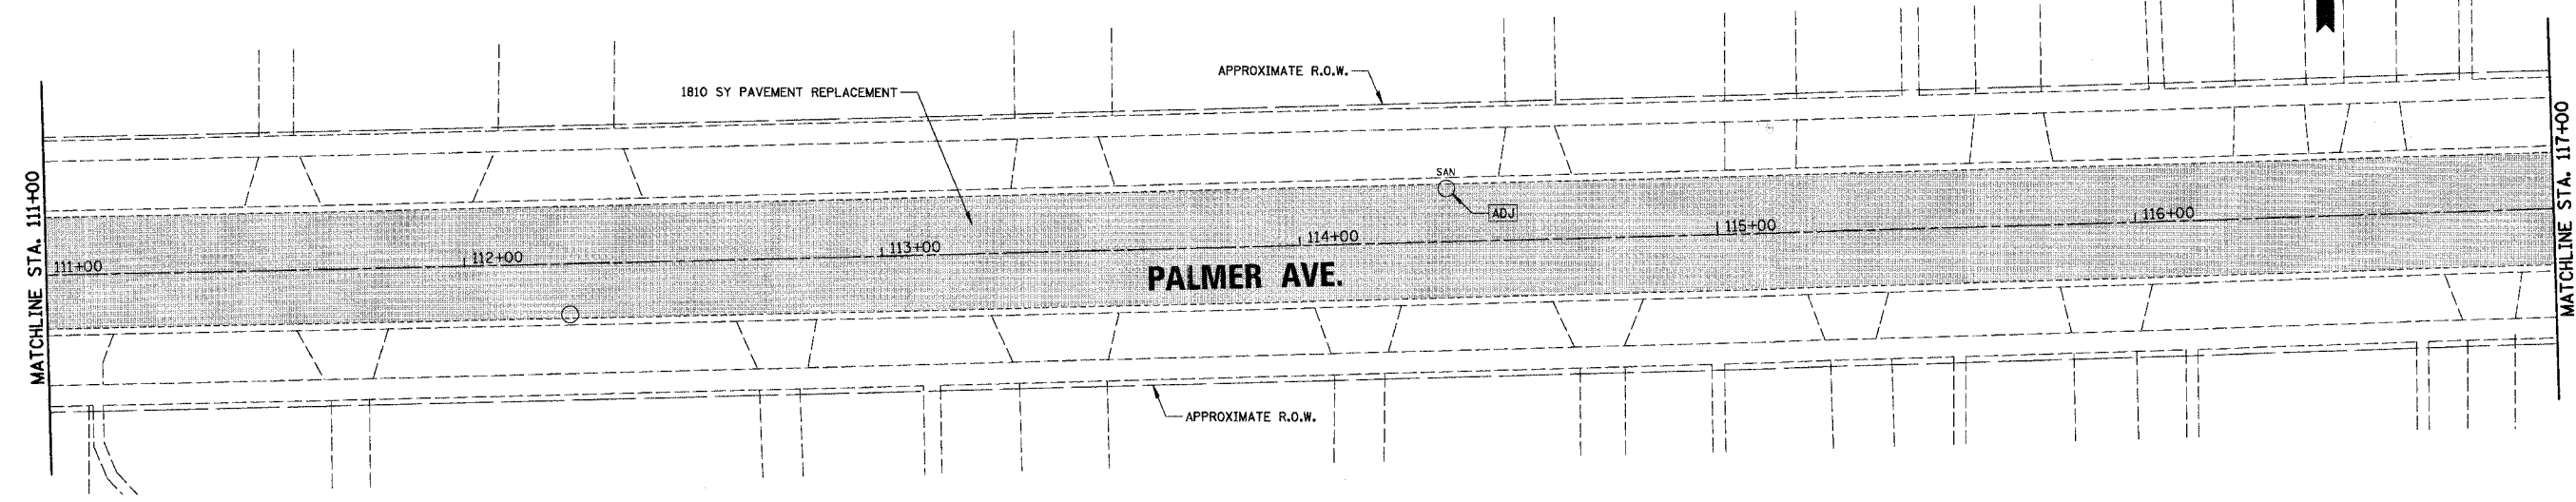 MATCHLINE STA. 111+00
APPROXIMATE R.O.W.
1810 SY PAVEMENT REPLACEMENT
SAN
ADJ
111+00
112+00
113+00
114+00
115+00
116+00
PALMER AVE.
APPROXIMATE R.O.W.
MATCHLINE STA. 117+00